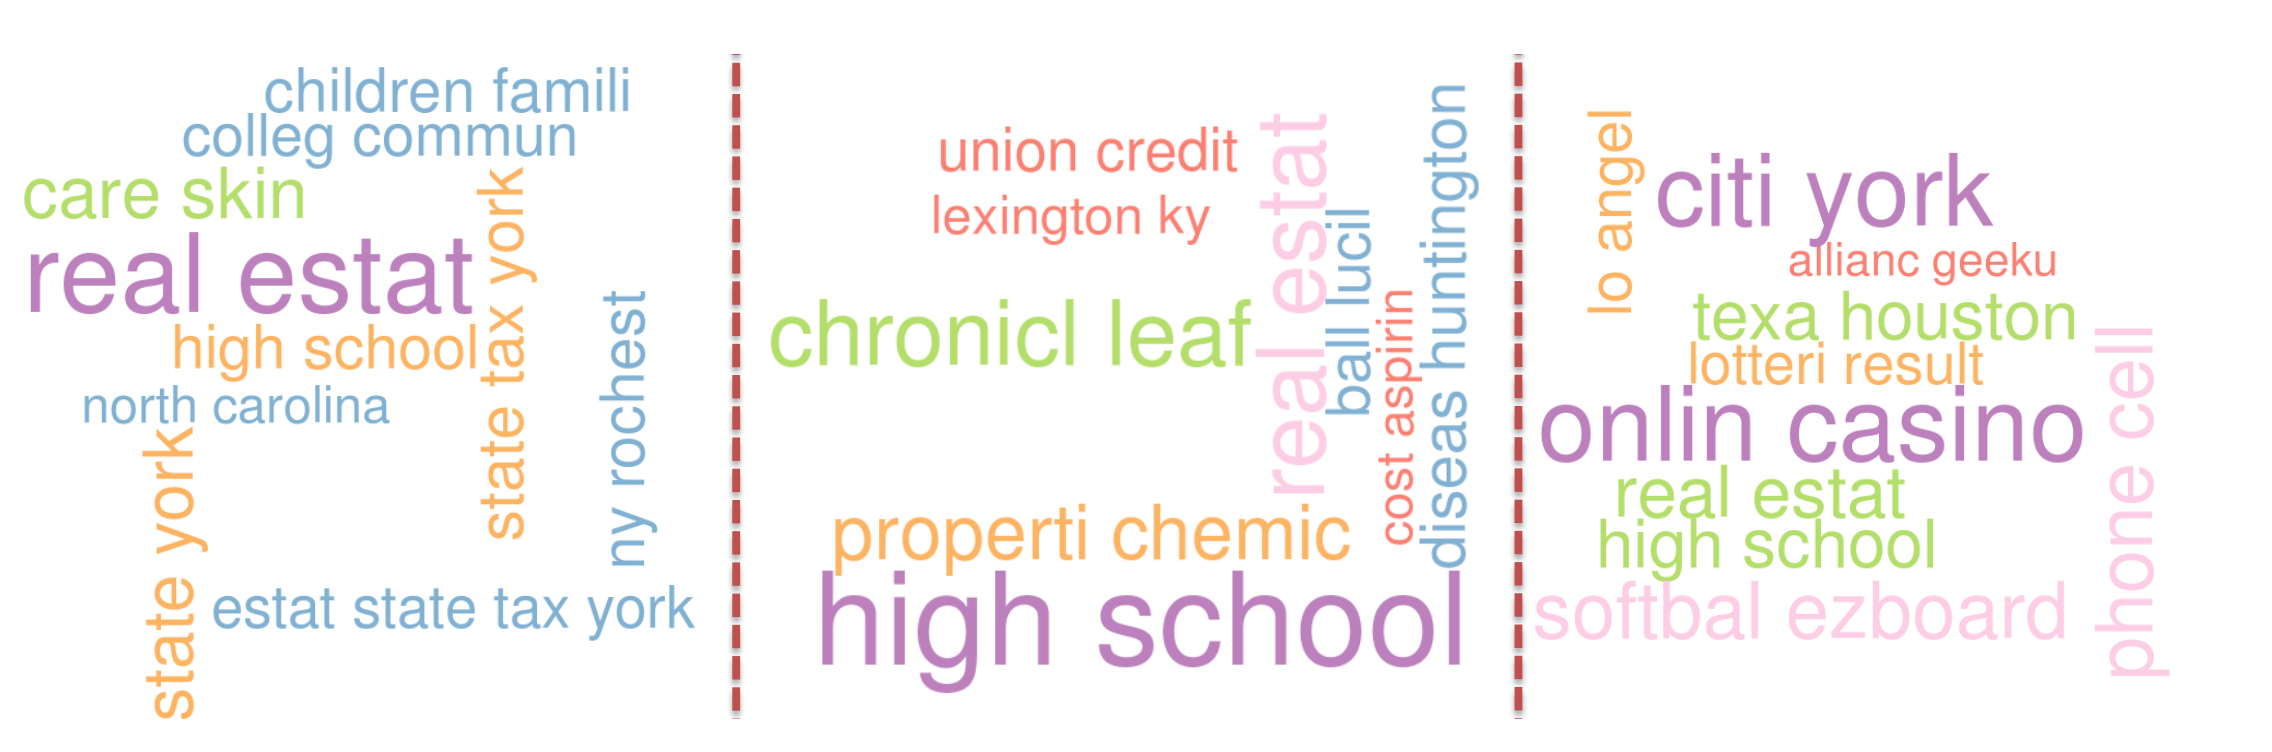 children famili
colleg commun
care skin
real estat
state tax york
high school
ny rochest
north carolina
state york
estat state tax york
union credit
lexington ky
chronicl leaf
real estat
ball lucil
cost aspirin
diseas huntington
properti chemic
high school
lo angel
citi york
allianc geeku
texa houston
lotteri result
onlin casino
phone cell
real estat
high school
softbal ezboard